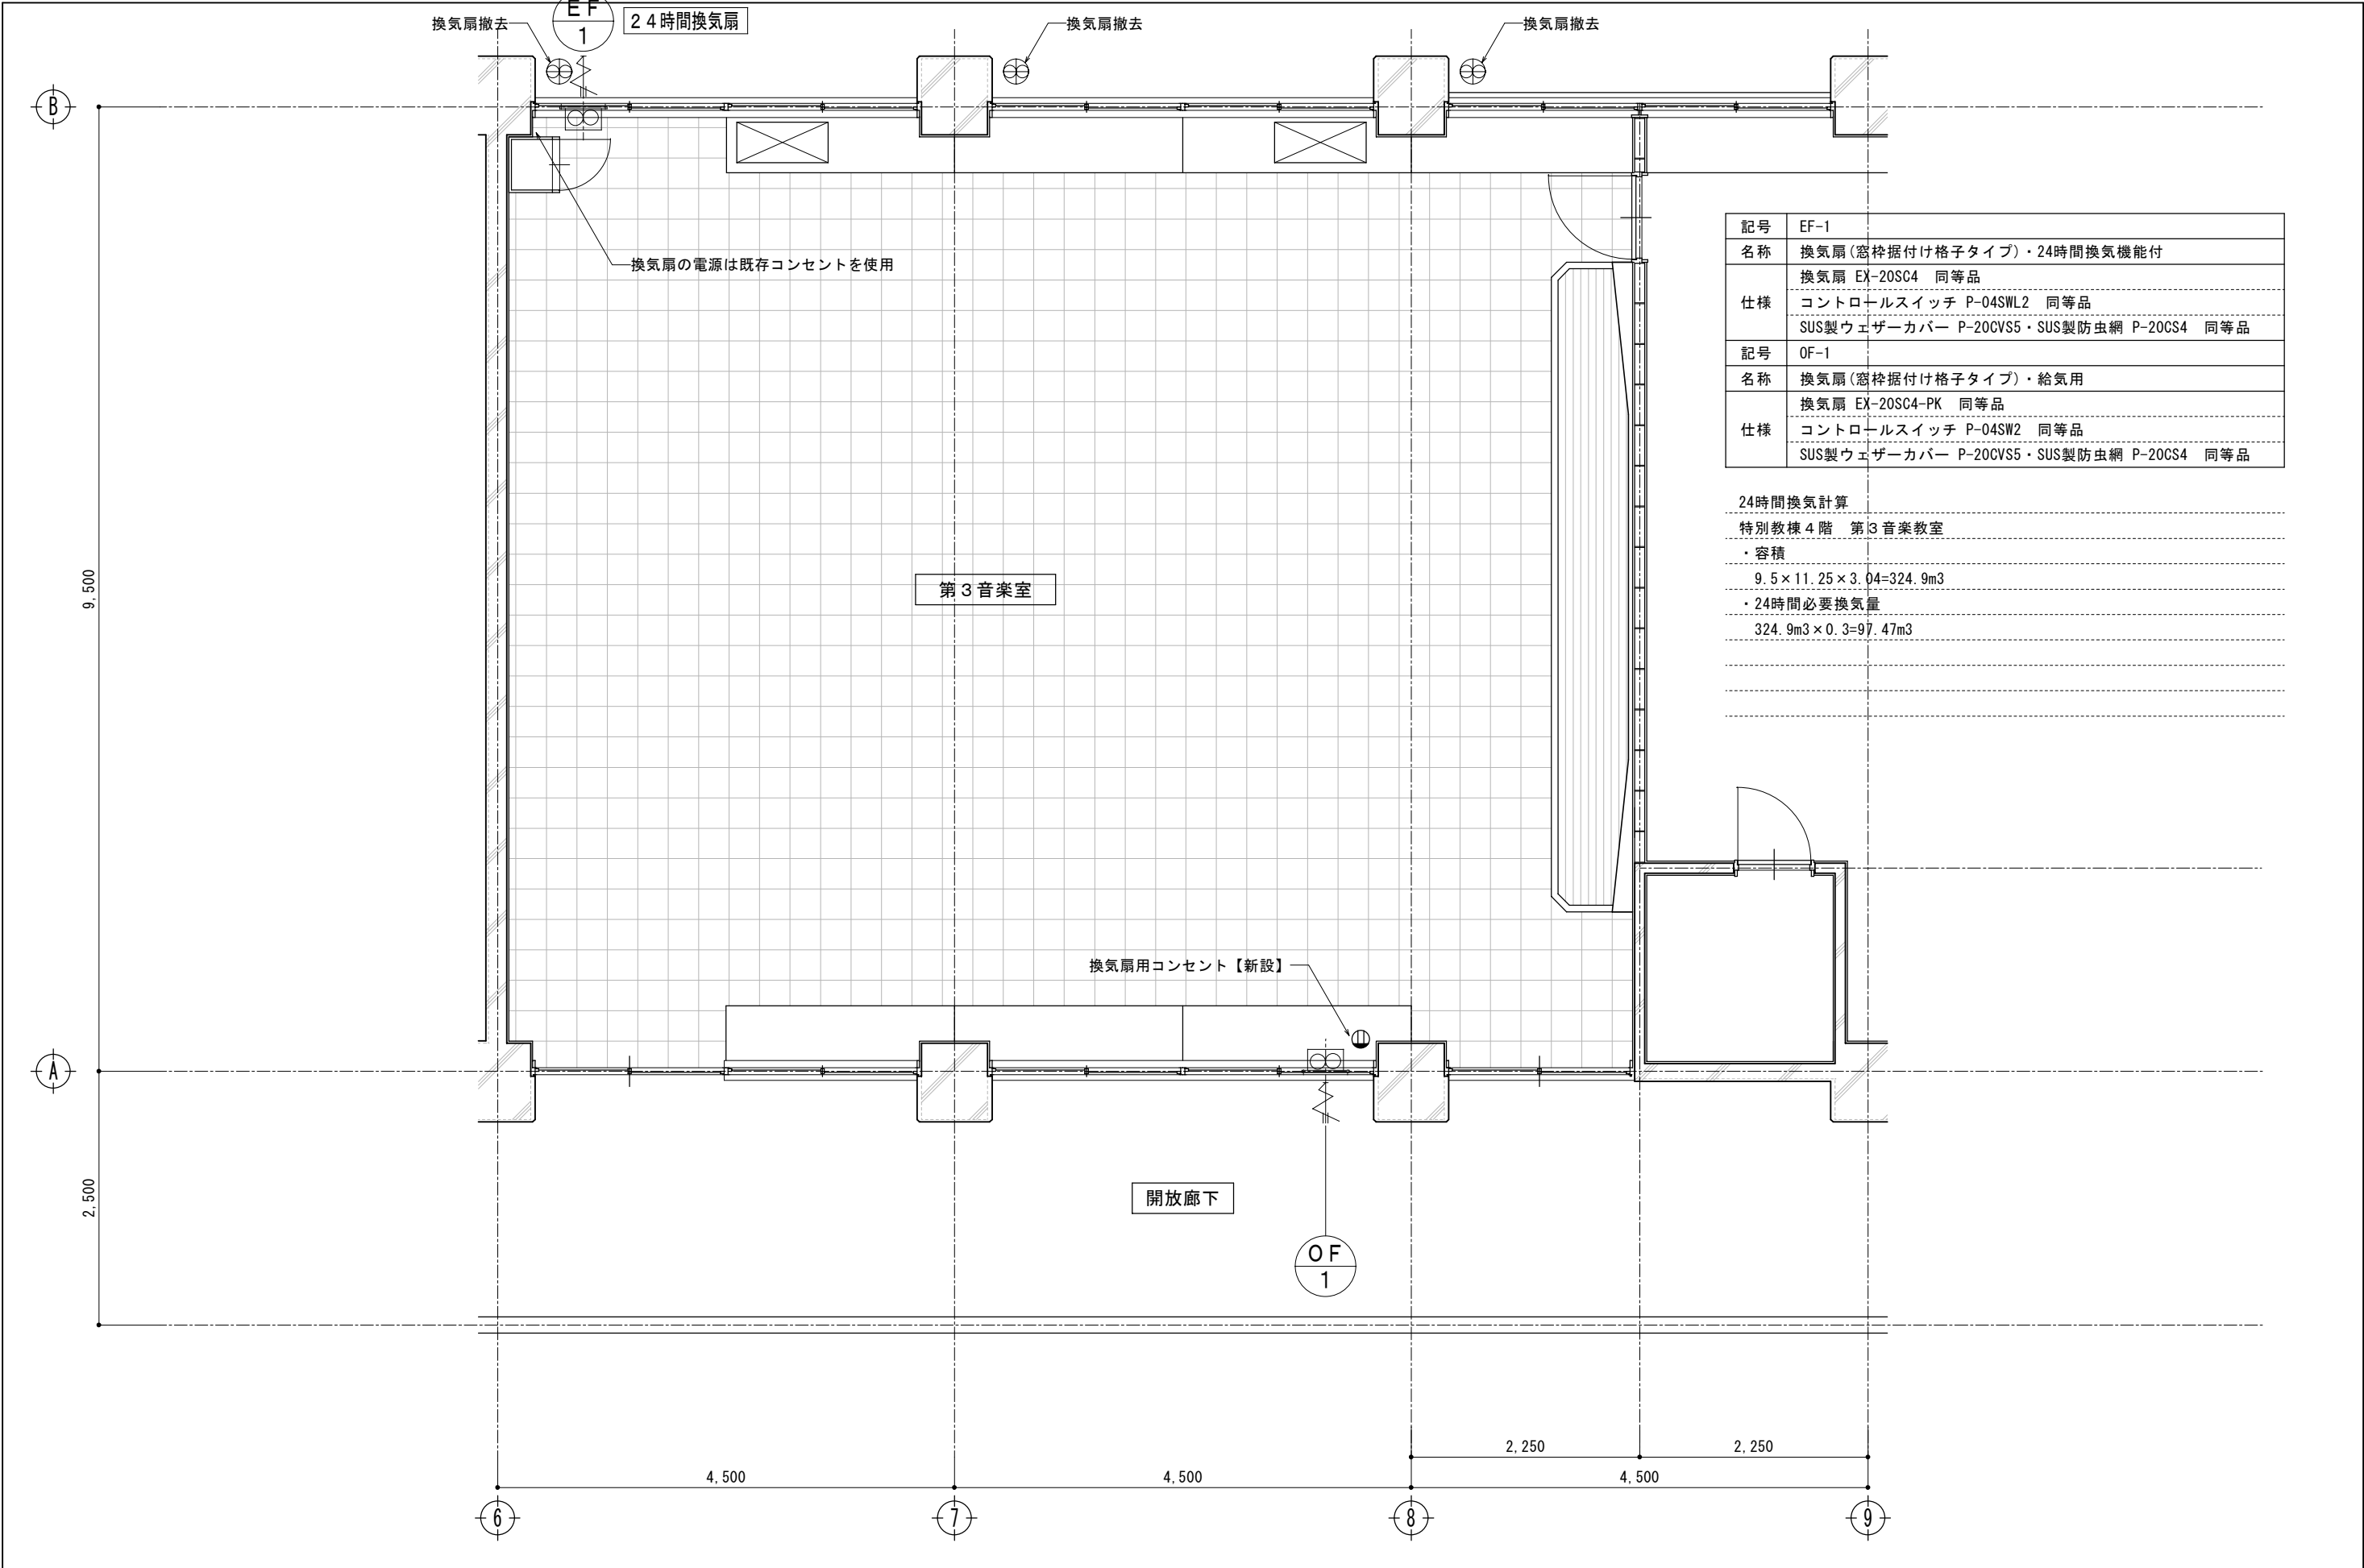 換気扇撤去
EF
1
24時間換気扇
換気扇撤去
換気扇撤去
B
換気扇の電源は既存コンセントを使用
記号 EF-1
名称 換気扇(窓枠据付け格子タイプ)・24時間換気機能付
換気扇 EX-20SC4 同等品
仕様 コントロールスイッチ P-04SWL2 同等品
SUS製ウェザーカバー P-20CVS5・SUS製防虫網 P-20CS4 同等品
記号 OF-1
名称 換気扇(窓枠据付け格子タイプ)・給気用
換気扇 EX-20SC4-PK 同等品
仕様 コントロールスイッチ P-04SW2 同等品
SUS製ウェザーカバー P-20CVS5・SUS製防虫網 P-20CS4 同等品
24時間換気計算
特別教棟4階 第3音楽教室
・容積
9.5×11.25×3.04=324.9m3
・24時間必要換気量
324.9m3×0.3=97.47m3
9,500
第3音楽室
換気扇用コンセント【新設】
A
2,500
開放廊下
OF
1
2,250
2,250
4,500
4,500
4,500
6
7
8
9